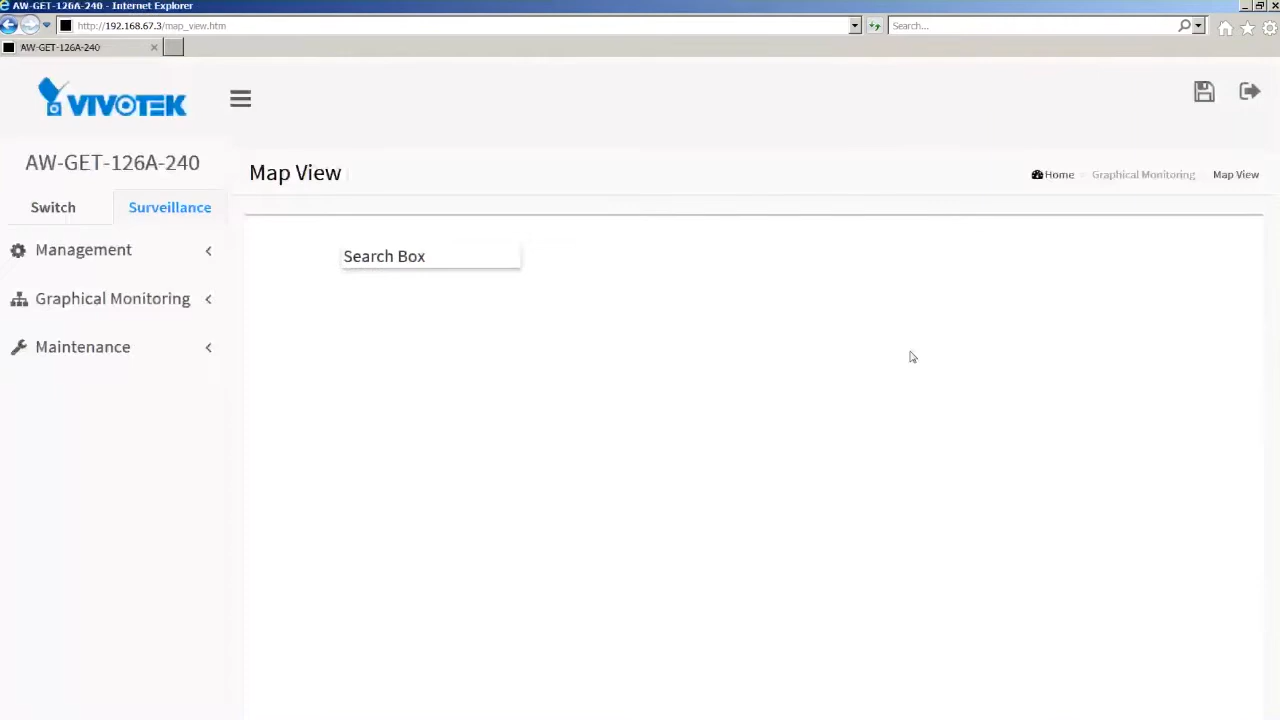 AW-GET-126A-240 - Internet Explorer
http://192.168.67.3/map_view.htm
Search...
AW-GET-126A-240
VIVOTEK
AW-GET-126A-240
Map View
Home
Graphical Monitoring
Map View
Switch
Surveillance
Management
Search Box
Graphical Monitoring
Maintenance